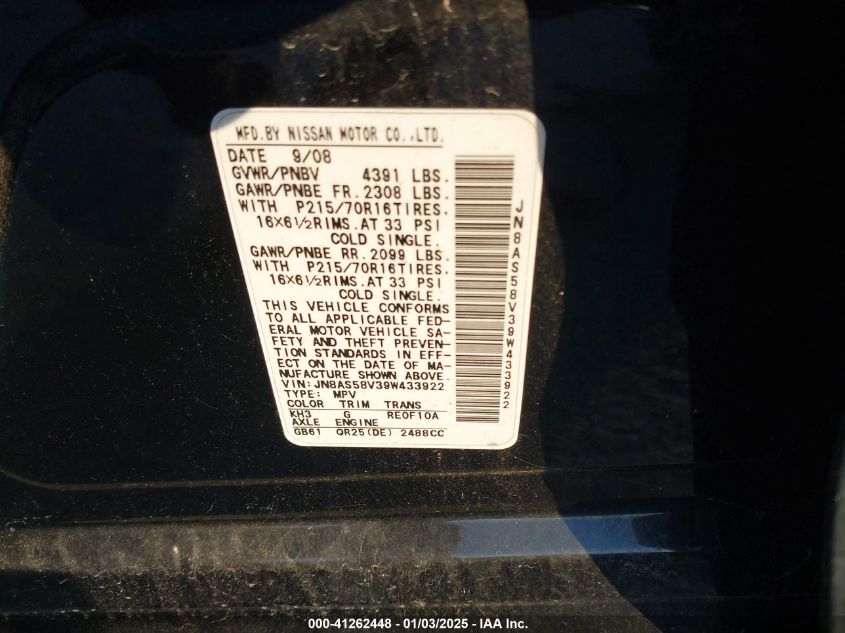 MFD.BY NISSAN MOTOR CO.,LTD.
DATE 9/08
GVWR/PNBV 4391 LBS.
GAWR/PNBE FR. 2308 LBS.
WITH P215/70R16TIRES.
16X6½RIMS.AT 33 PSI
COLD SINGLE.
GAWR/PNBE RR. 2099 LBS.
WITH P215/70R16TIRES.
16X6½RIMS.AT 33 PSI
COLD SINGLE.
THIS VEHICLE CONFORMS
TO ALL APPLICABLE FED-
ERAL MOTOR VEHICLE SA-
FETY AND THEFT PREVEN-
TION STANDARDS IN EFF-
ECT ON THE DATE OF MA-
NUFACTURE SHOWN ABOVE.
VIN:JN8AS58V39W433922
TYPE: MPV
COLOR TRIM TRANS
KH3 G RE0F10A
AXLE ENGINE
GB61 QR25(DE) 2488CC
JN8AS58V39W433922
000-41262448 - 01/03/2025 - IAA Inc.